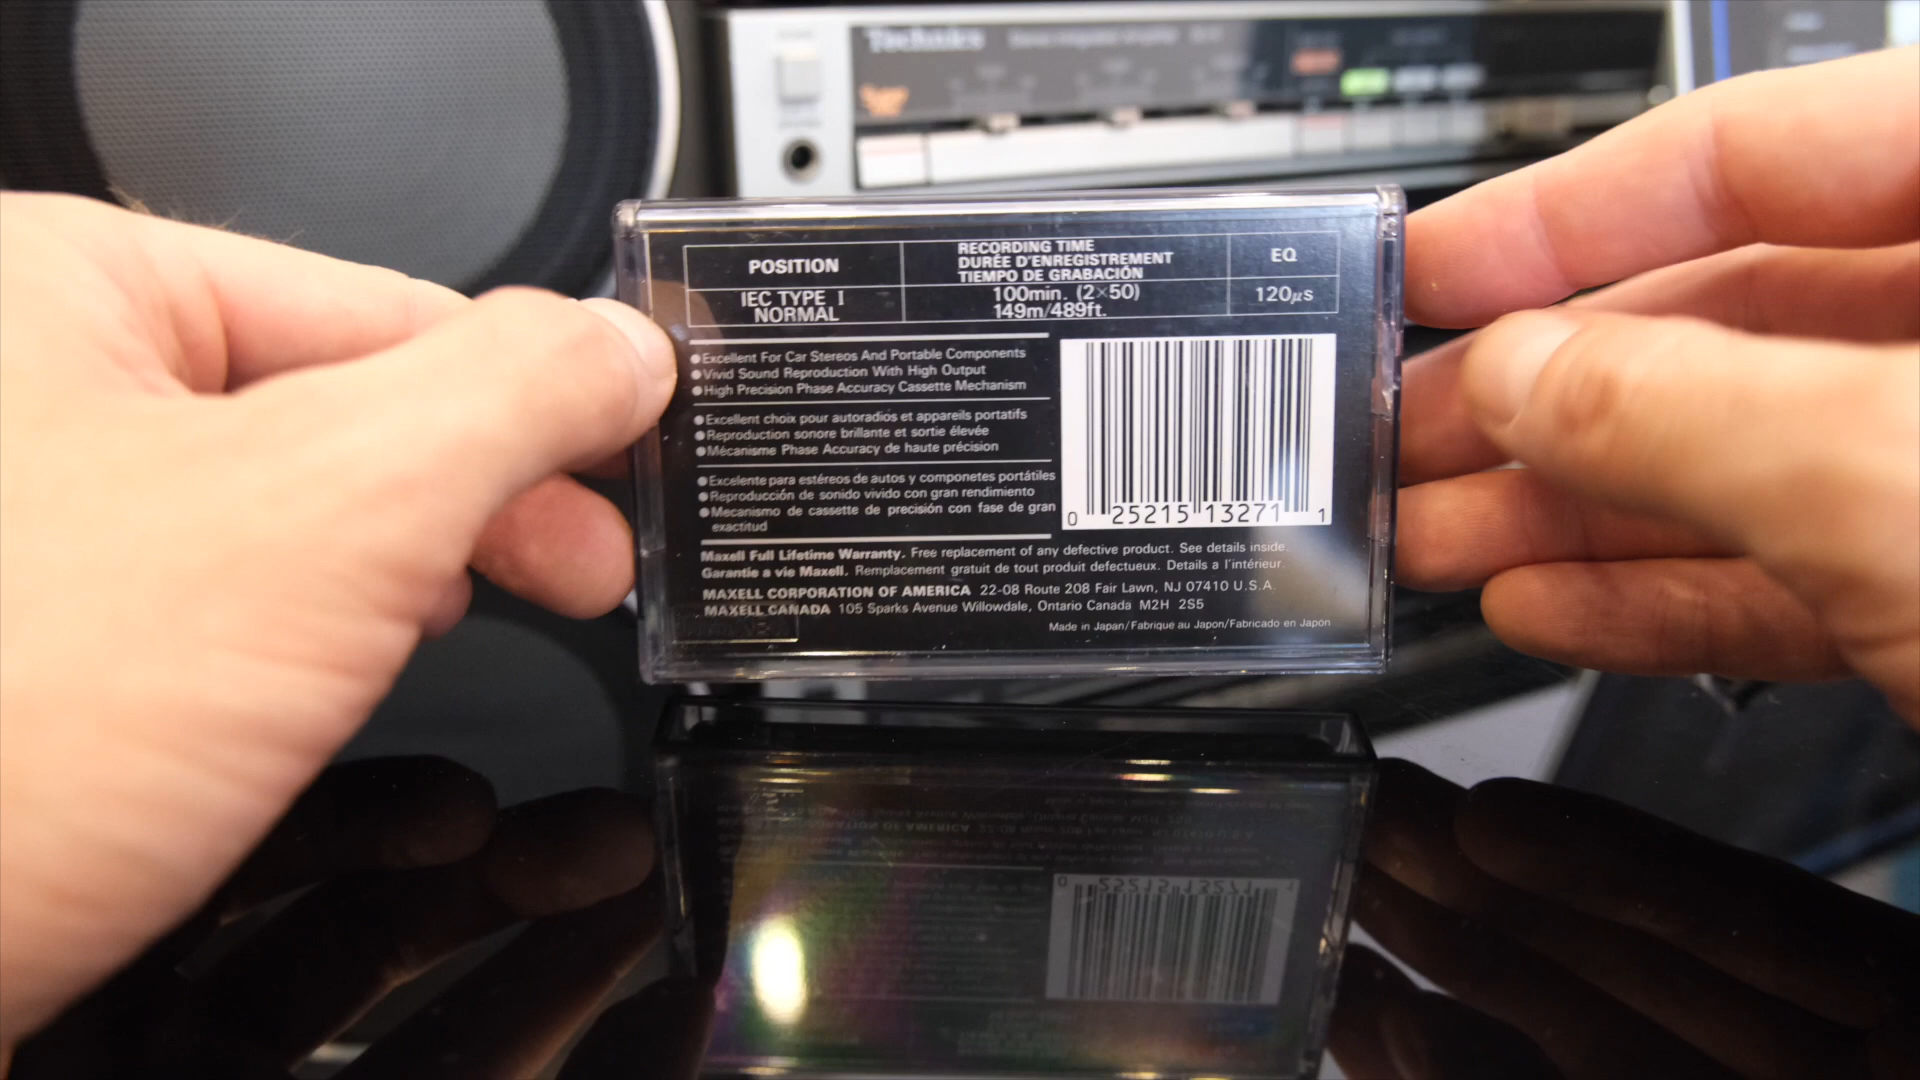 Technics
POSITION
RECORDING TIME
DURÉE D'ENREGISTREMENT
TIEMPO DE GRABACIÓN
EQ
IEC TYPE I
NORMAL
100min. (2×50)
149m/489ft.
120µs
●Excellent For Car Stereos And Portable Components
●Vivid Sound Reproduction With High Output
●High Precision Phase Accuracy Cassette Mechanism
●Excellent choix pour autoradios et appareils portatifs
●Reproduction sonore brillante et sortie élevée
●Mécanisme Phase Accuracy de haute précision
●Excelente para estéreos de autos y componetes portátiles
●Reproducción de sonido vivido con gran rendimiento
●Mecanismo de cassette de precisión con fase de gran
exactitud
0 25215 13271 1
Maxell Full Lifetime Warranty. Free replacement of any defective product. See details inside.
Garantie a vie Maxell. Remplacement gratuit de tout produit defectueux. Details a l'intérieur.
MAXELL CORPORATION OF AMERICA 22-08 Route 208 Fair Lawn, NJ 07410 U.S.A.
MAXELL CANADA 105 Sparks Avenue Willowdale, Ontario Canada M2H 2S5
Made in Japan/Fabrique au Japon/Fabricado en Japón